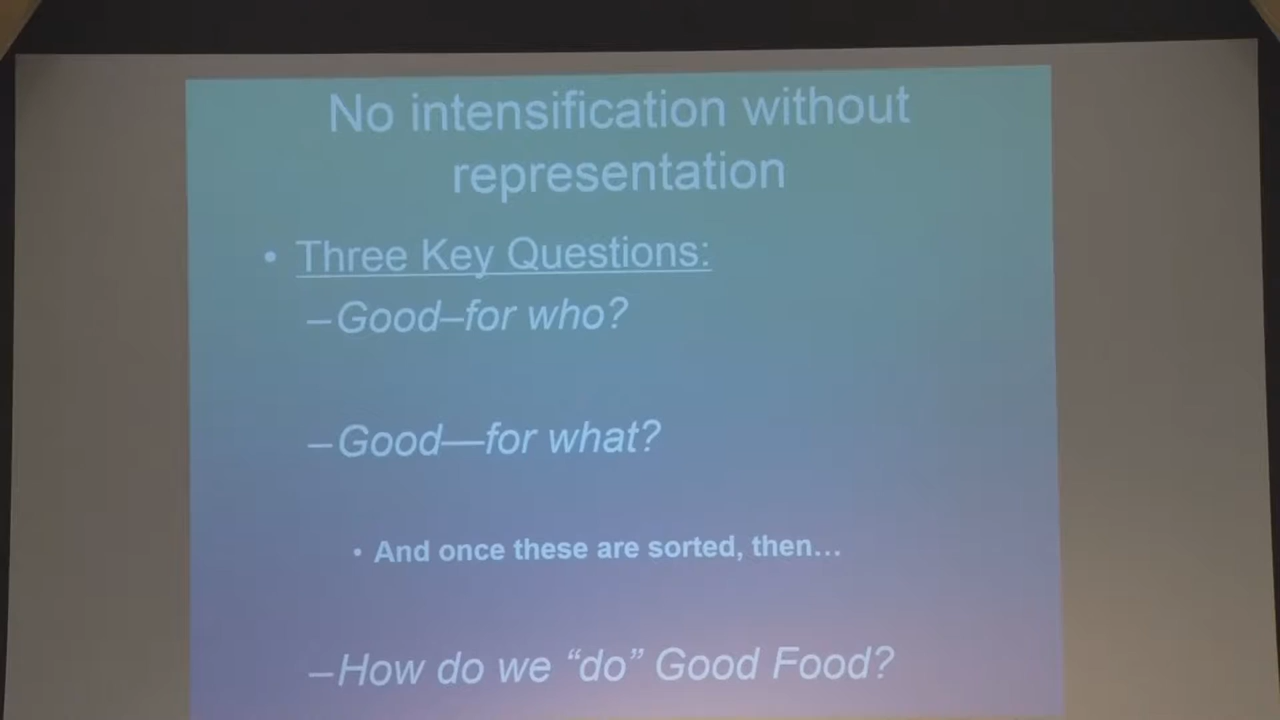 No intensification without
representation
• Three Key Questions:
–Good–for who?
–Good—for what?
• And once these are sorted, then…
–How do we “do” Good Food?